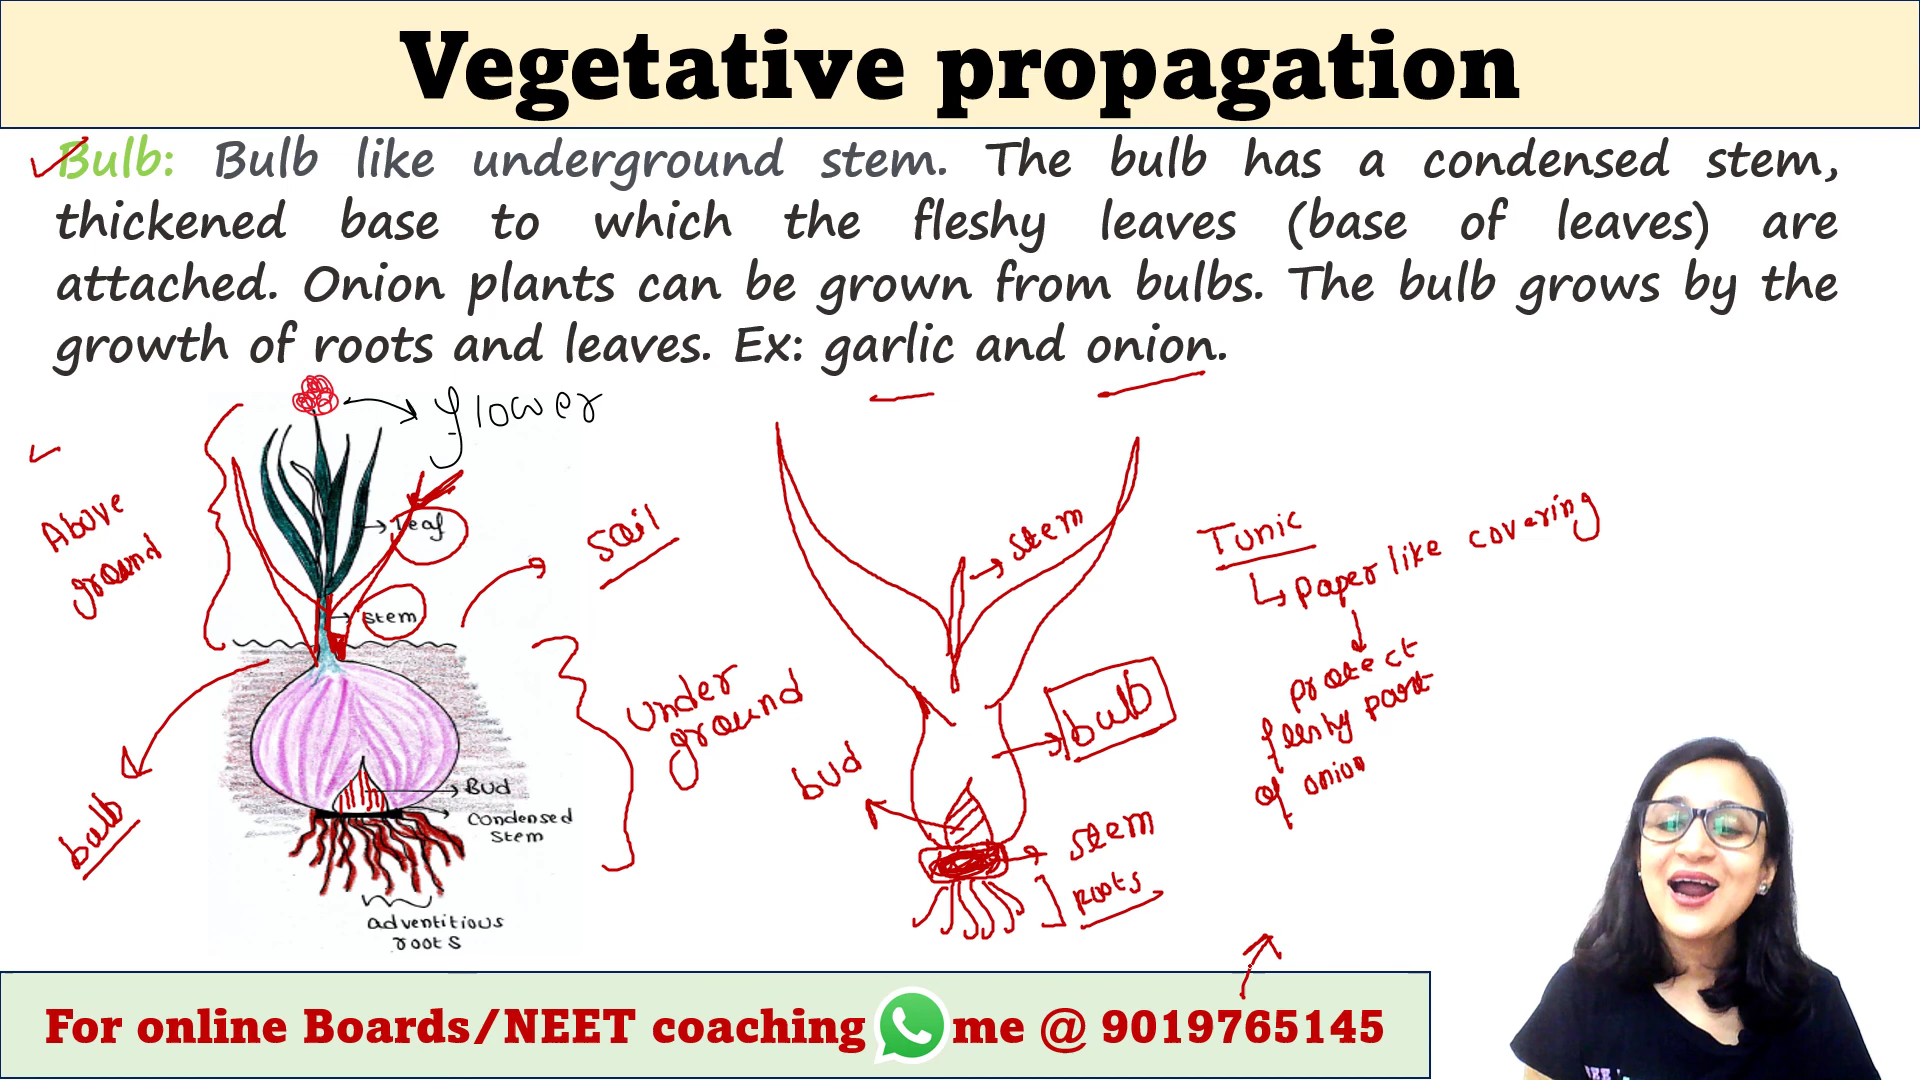 Vegetative propagation
Bulb: Bulb like underground stem. The bulb has a condensed stem,
thickened base to which the fleshy leaves (base of leaves) are
attached. Onion plants can be grown from bulbs. The bulb grows by the
growth of roots and leaves. Ex: garlic and onion.
flower
Above
ground
Leaf
Stem
soil
bulb
Bud
Condensed
Stem
adventitious
roots
under
ground
stem
bulb
bud
stem
roots
Tunic
paper like covering
protect
fleshy part
of onion
For online Boards/NEET coaching me @ 9019765145